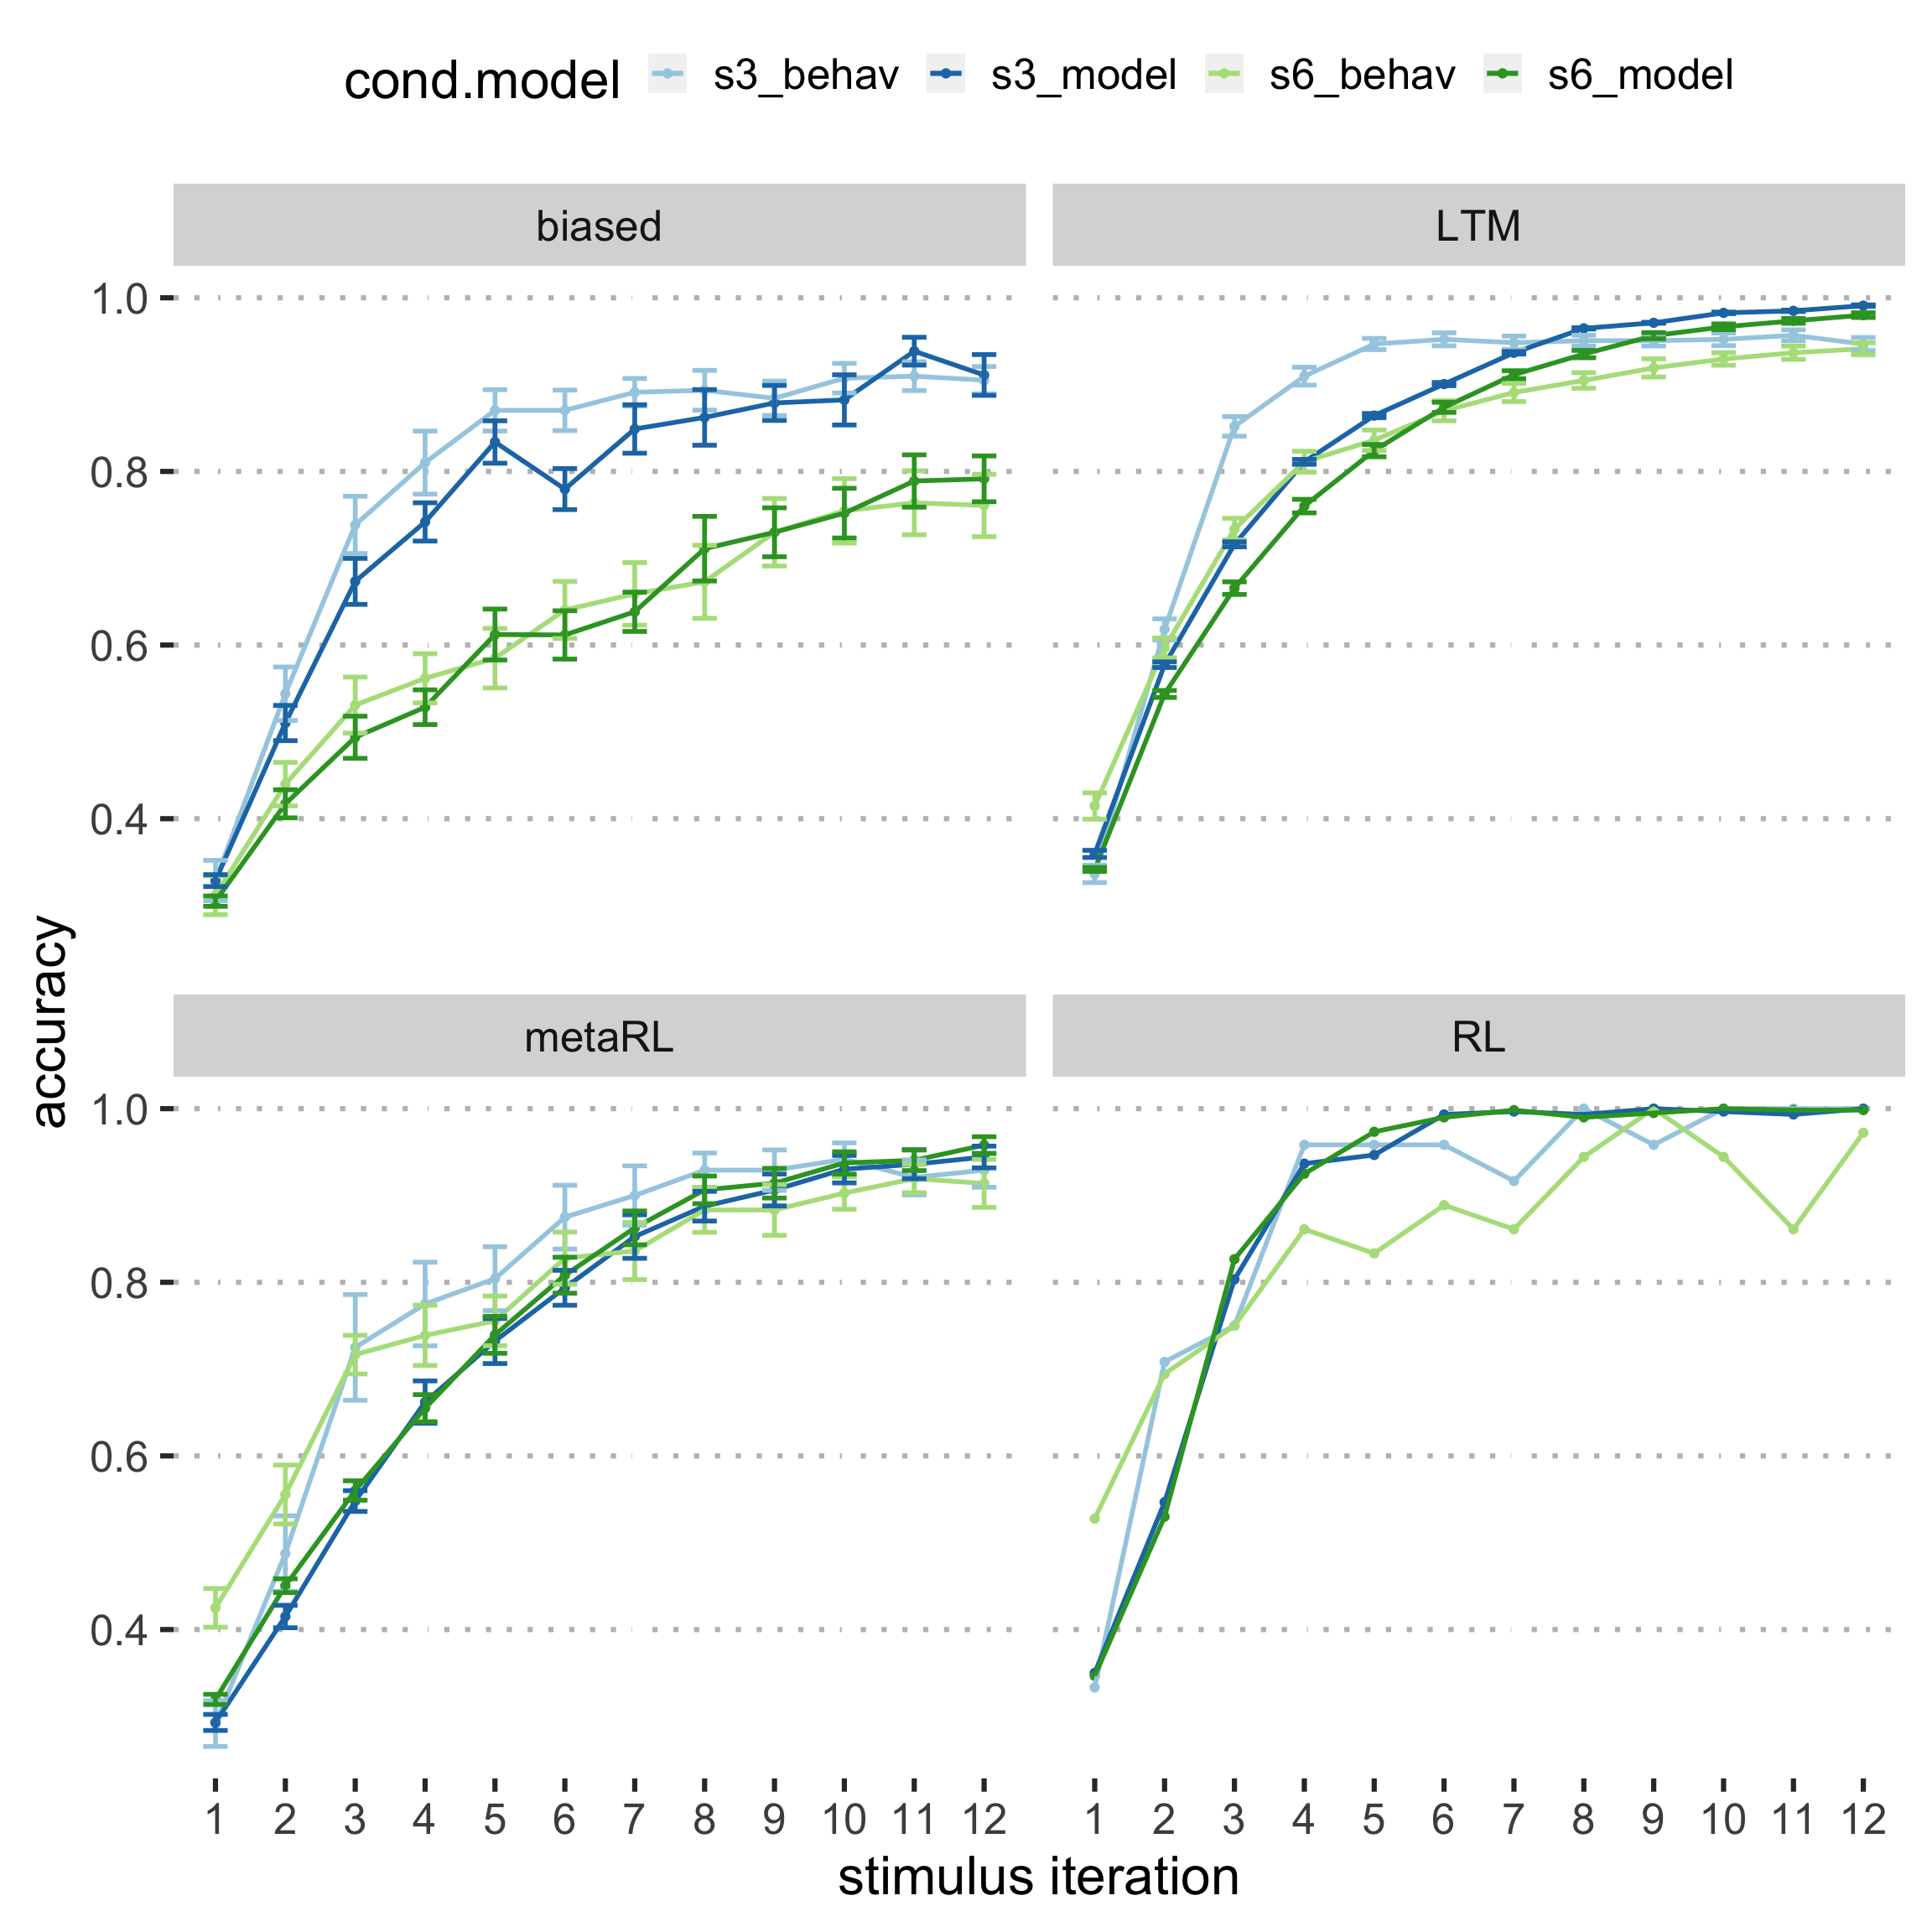 cond.model s3_behav s3_model s6_behav s6_model
biased LTM
1.0
0.8
0.6
0.4
accuracy
metaRL RL
1.0
0.8
0.6
0.4
1 2 3 4 5 6 7 8 9 10 11 12 1 2 3 4 5 6 7 8 9 10 11 12
stimulus iteration